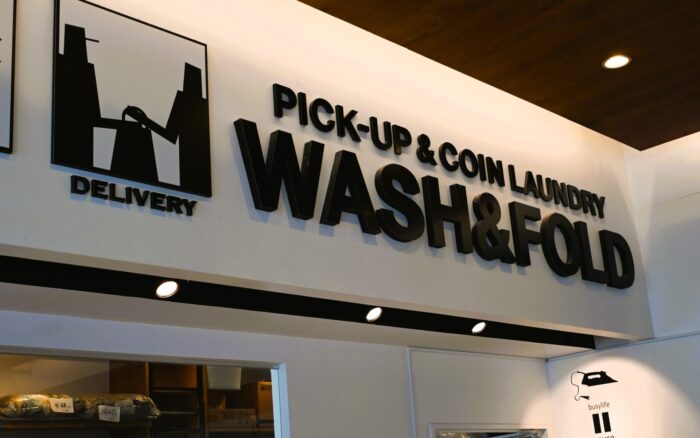 DELIVERY
PICK-UP & COIN LAUNDRY
WASH&FOLD
busylife